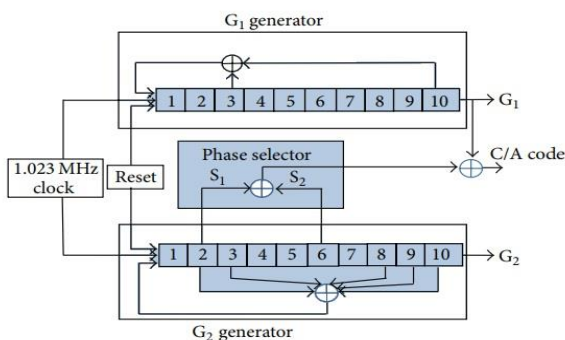 G1 generator
1 2 3 4 5 6 7 8 9 10
G1
C/A code
Phase selector
S1 S2
1.023 MHz
clock
Reset
1 2 3 4 5 6 7 8 9 10
G2
G2 generator